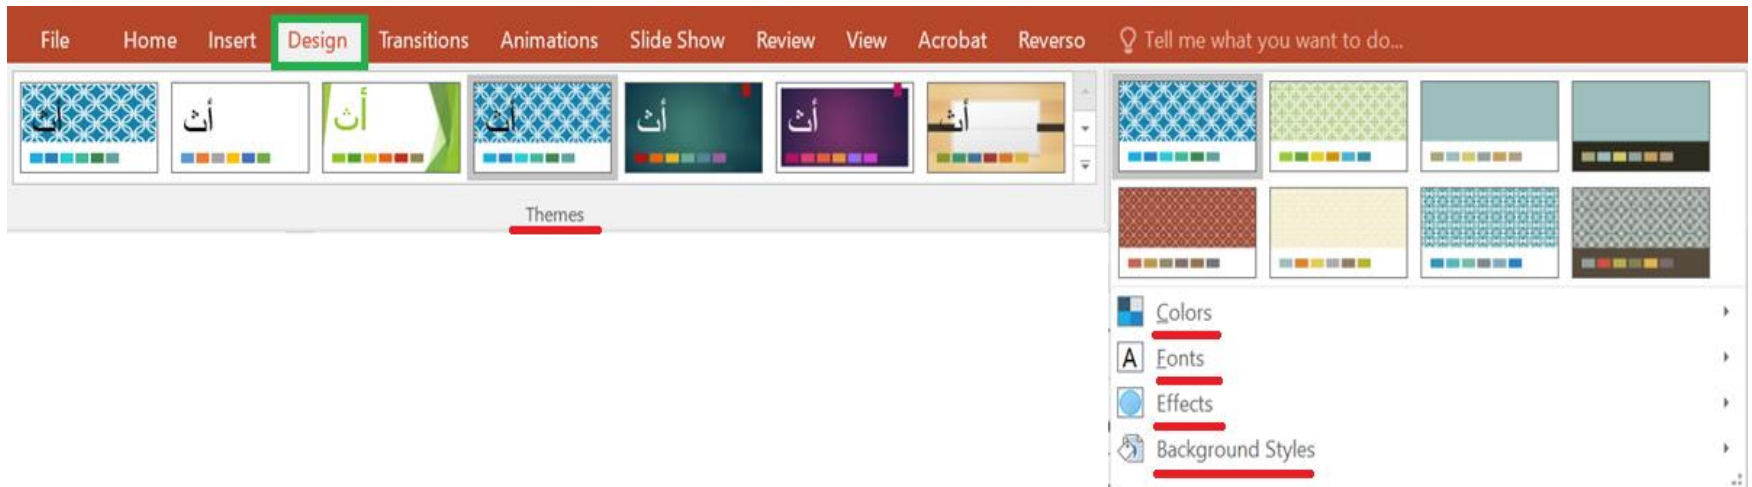 File Home Insert Design Transitions Animations Slide Show Review View Acrobat Reverso Tell me what you want to do...
أث أث أث أث أث أث أث
Themes
Colors
A Fonts
Effects
Background Styles